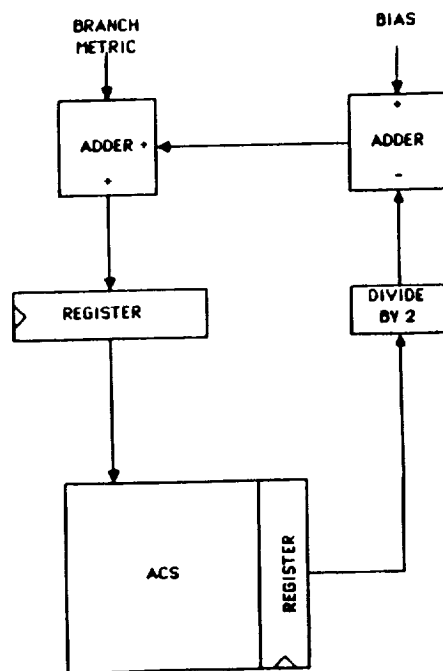 BRANCH
METRIC
BIAS
+
ADDER +
+
ADDER
-
REGISTER
DIVIDE
BY 2
ACS
REGISTER